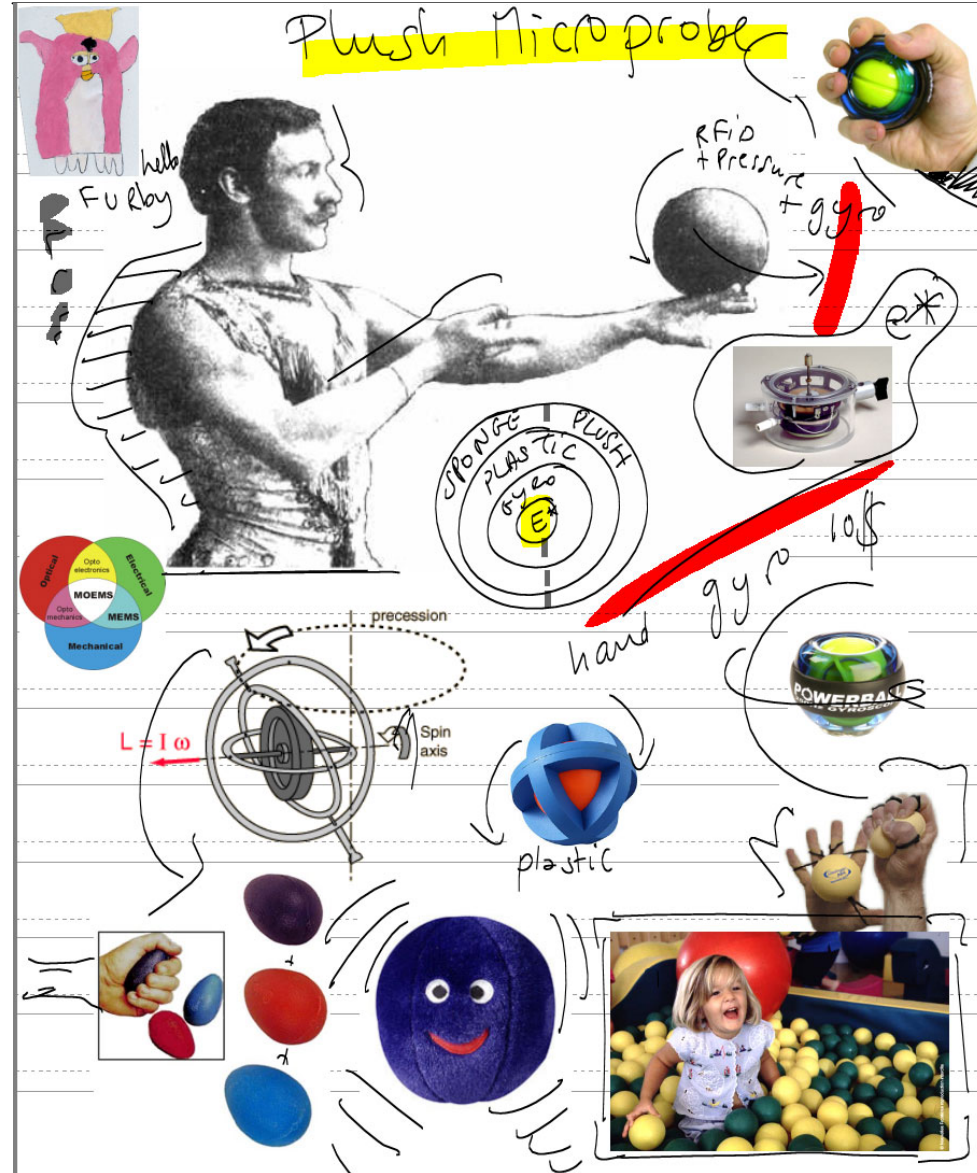 Plush Microprobe
RFID
+ Pressure
+ gyro
hello
FURby
e*
SPONGE PLUSH
PLASTIC
GYRO
E*
10$
hand gyro
Optical
Opto
electronics
Electrical
MOEMS
Opto
mechanics
MEMS
Mechanical
precession
L = I ω
Spin
axis
POWERBALL
plastic